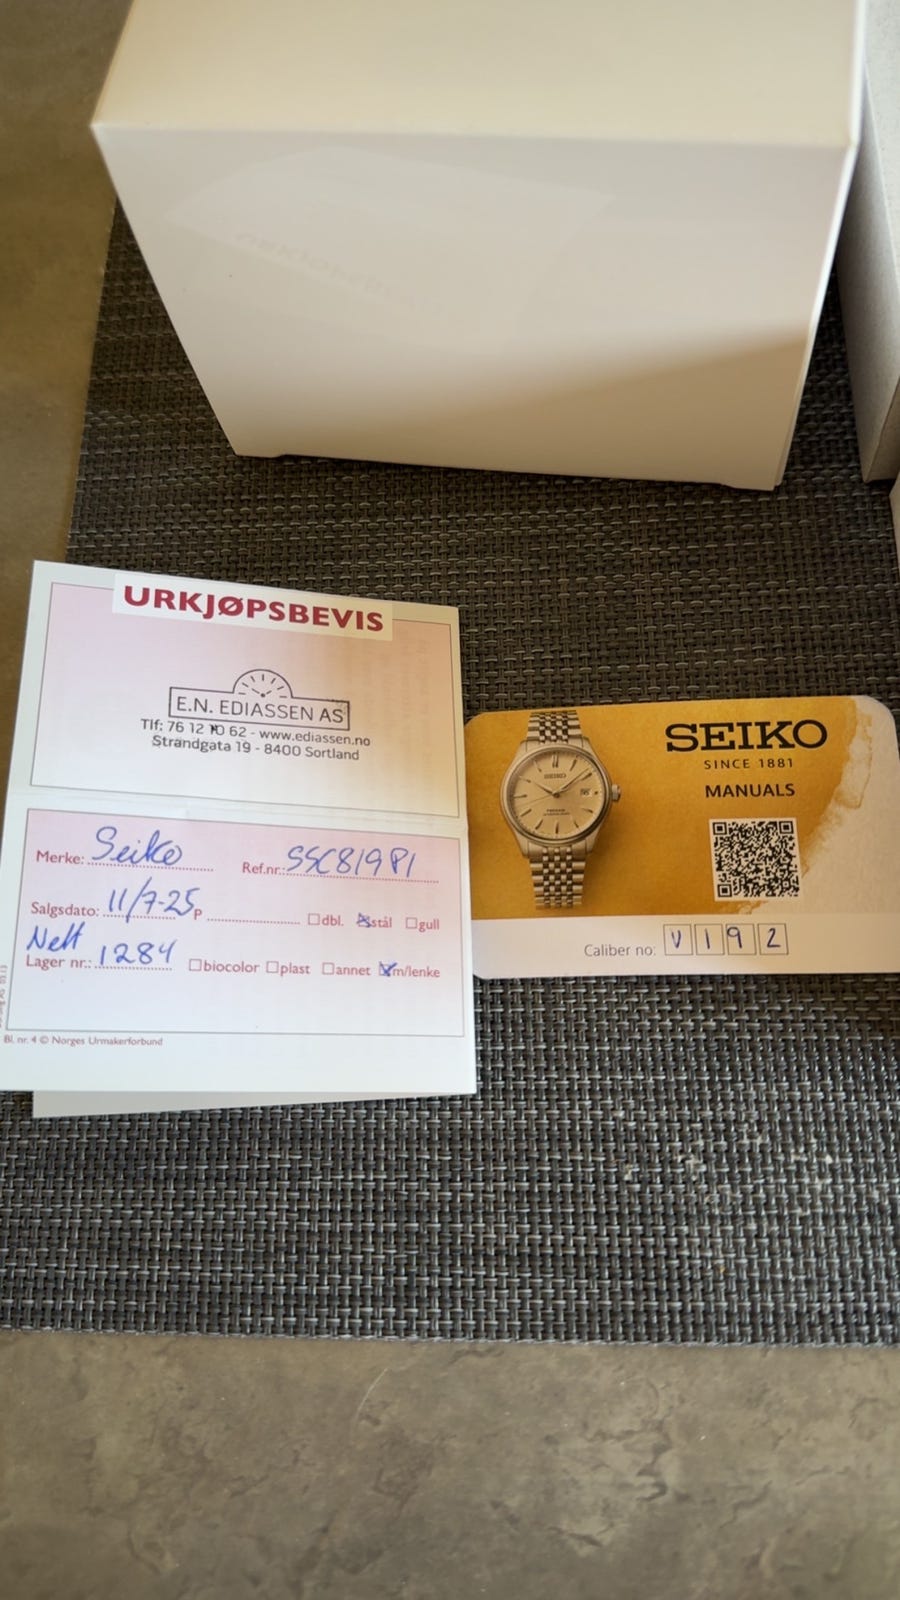 URKJØPSBEVIS
E.N. EDIASSEN AS
Tlf: 76 12 10 62 - www.ediassen.no
Strandgata 19 - 8400 Sortland
Merke: Seiko Ref.nr. SSC819P1
Salgsdato: 11/7-25 P ☐dbl. ☒stål ☐gull
Nett
Lager nr.: 1284 ☐biocolor ☐plast ☐annet ☒m/lenke
Bl. nr. 4 © Norges Urmakerforbund
SEIKO
SINCE 1881
MANUALS
SEIKO
Caliber no: V192